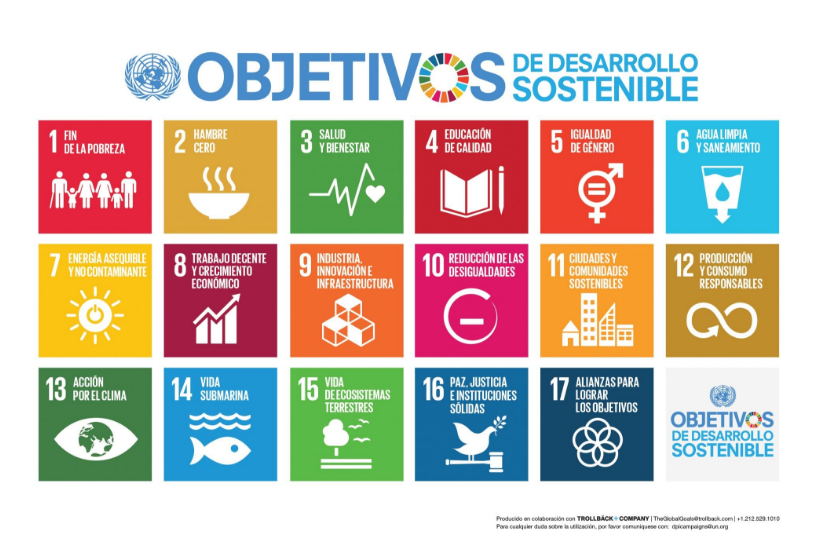 OBJETIVOS DE DESARROLLO
SOSTENIBLE
1 FIN
DE LA POBREZA
2 HAMBRE
CERO
3 SALUD
Y BIENESTAR
4 EDUCACIÓN
DE CALIDAD
5 IGUALDAD
DE GÉNERO
6 AGUA LIMPIA
Y SANEAMIENTO
7 ENERGÍA ASEQUIBLE
Y NO CONTAMINANTE
8 TRABAJO DECENTE
Y CRECIMIENTO
ECONÓMICO
9 INDUSTRIA,
INNOVACIÓN E
INFRAESTRUCTURA
10 REDUCCIÓN DE LAS
DESIGUALDADES
11 CIUDADES Y
COMUNIDADES
SOSTENIBLES
12 PRODUCCIÓN
Y CONSUMO
RESPONSABLES
13 ACCIÓN
POR EL CLIMA
14 VIDA
SUBMARINA
15 VIDA
DE ECOSISTEMAS
TERRESTRES
16 PAZ, JUSTICIA
E INSTITUCIONES
SÓLIDAS
17 ALIANZAS PARA
LOGRAR
LOS OBJETIVOS
OBJETIVOS
DE DESARROLLO
SOSTENIBLE
Producido en colaboración con TROLLBÄCK + COMPANY | TheGlobalGoals@trollback.com | +1.212.529.1010
Para cualquier duda sobre la utilización, por favor comuníquese con: dpicampaigns@un.org